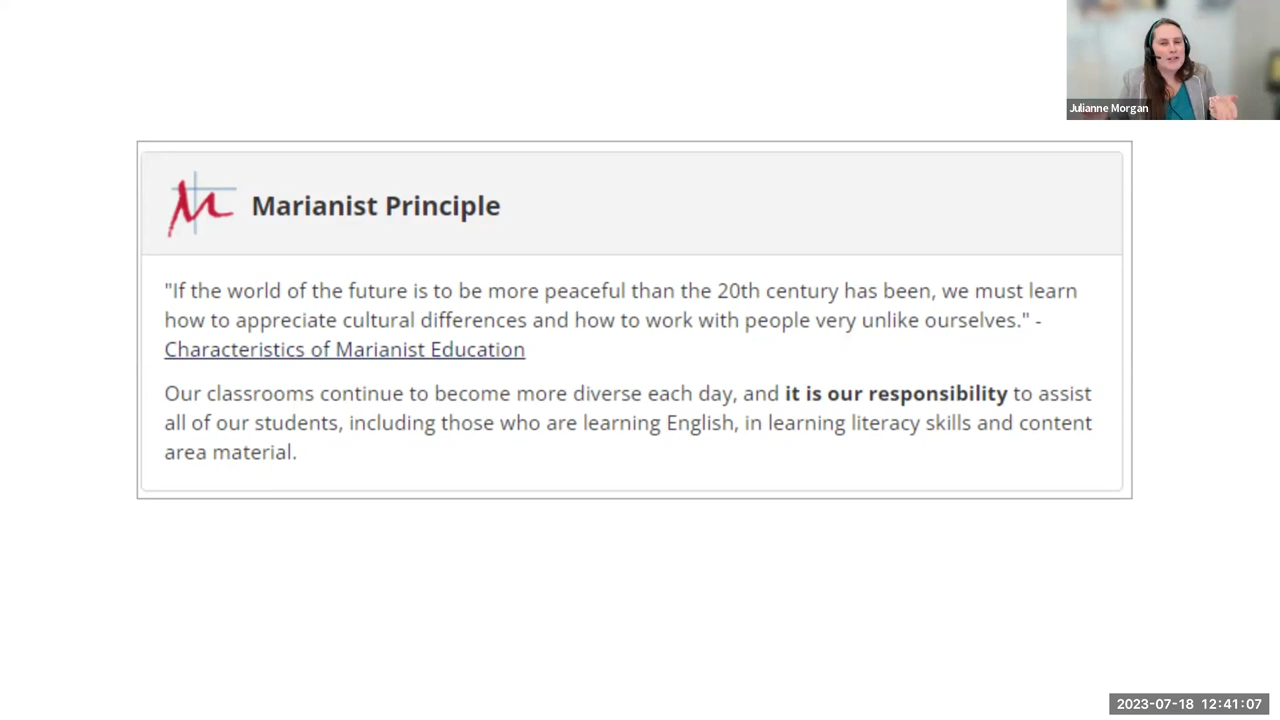 Julianne Morgan
Marianist Principle
"If the world of the future is to be more peaceful than the 20th century has been, we must learn
how to appreciate cultural differences and how to work with people very unlike ourselves." -
Characteristics of Marianist Education
Our classrooms continue to become more diverse each day, and it is our responsibility to assist
all of our students, including those who are learning English, in learning literacy skills and content
area material.
2023-07-18 12:41:07